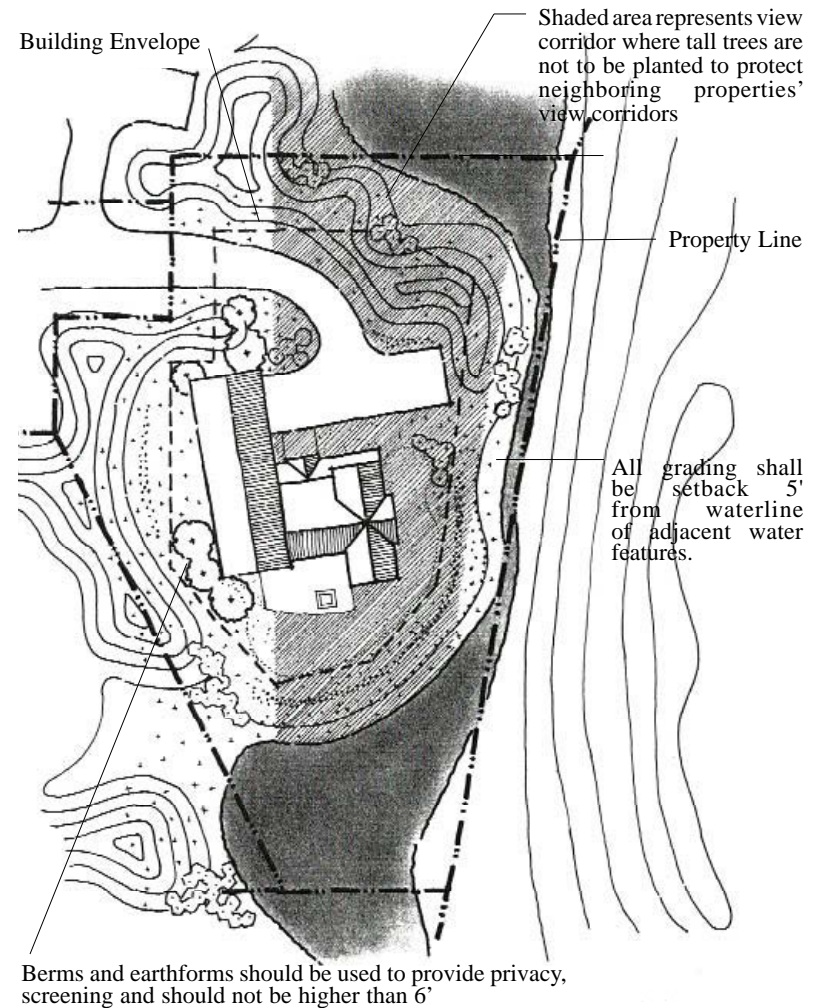 Building Envelope
Shaded area represents view
corridor where tall trees are
not to be planted to protect
neighboring properties’
view corridors
Property Line
All grading shall
be setback 5'
from waterline
of adjacent water
features.
Berms and earthforms should be used to provide privacy,
screening and should not be higher than 6’